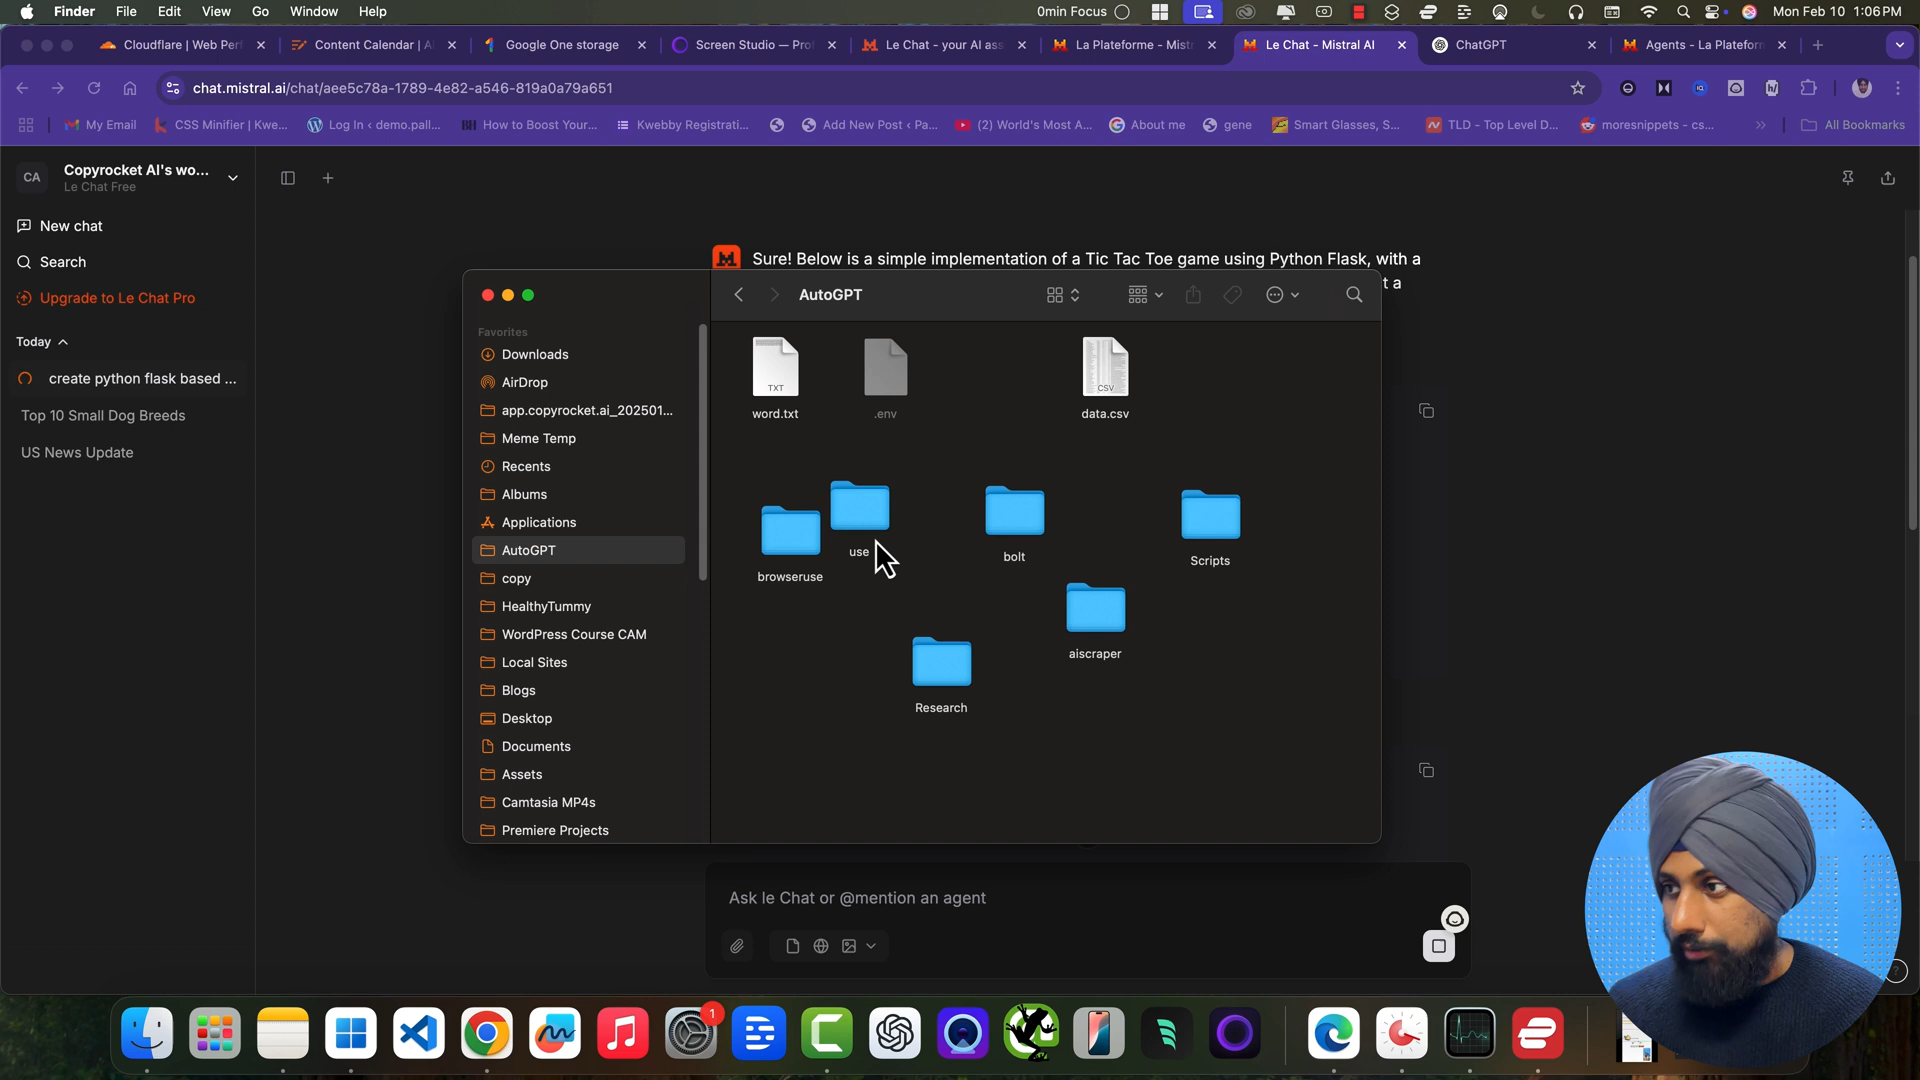 Finder File Edit View Go Window Help
0min Focus
Mon Feb 10 1:06 PM
Cloudflare | Web Perf
Content Calendar | A
Google One storage
Screen Studio — Prof
Le Chat - your AI ass
La Plateforme - Mistr
Le Chat - Mistral AI
ChatGPT
Agents - La Plateform
chat.mistral.ai/chat/aee5c78a-1789-4e82-a546-819a0a79a651
My Email
CSS Minifier | Kwe...
Log In ‹ demo.pall...
How to Boost Your...
Kwebby Registrati...
Add New Post ‹ Pa...
(2) World's Most A...
About me
gene
Smart Glasses, S...
TLD - Top Level D...
moresnippets - cs...
»
All Bookmarks
CA
Copyrocket AI's wo...
Le Chat Free
New chat
Search
Upgrade to Le Chat Pro
Today
create python flask based ...
Top 10 Small Dog Breeds
US News Update
Sure! Below is a simple implementation of a Tic Tac Toe game using Python Flask, with a
t a
AutoGPT
Favorites
Downloads
AirDrop
app.copyrocket.ai_202501...
Meme Temp
Recents
Albums
Applications
AutoGPT
copy
HealthyTummy
WordPress Course CAM
Local Sites
Blogs
Desktop
Documents
Assets
Camtasia MP4s
Premiere Projects
TXT
word.txt
.env
CSV
data.csv
browseruse
use
bolt
Scripts
aiscraper
Research
Ask le Chat or @mention an agent
?
1